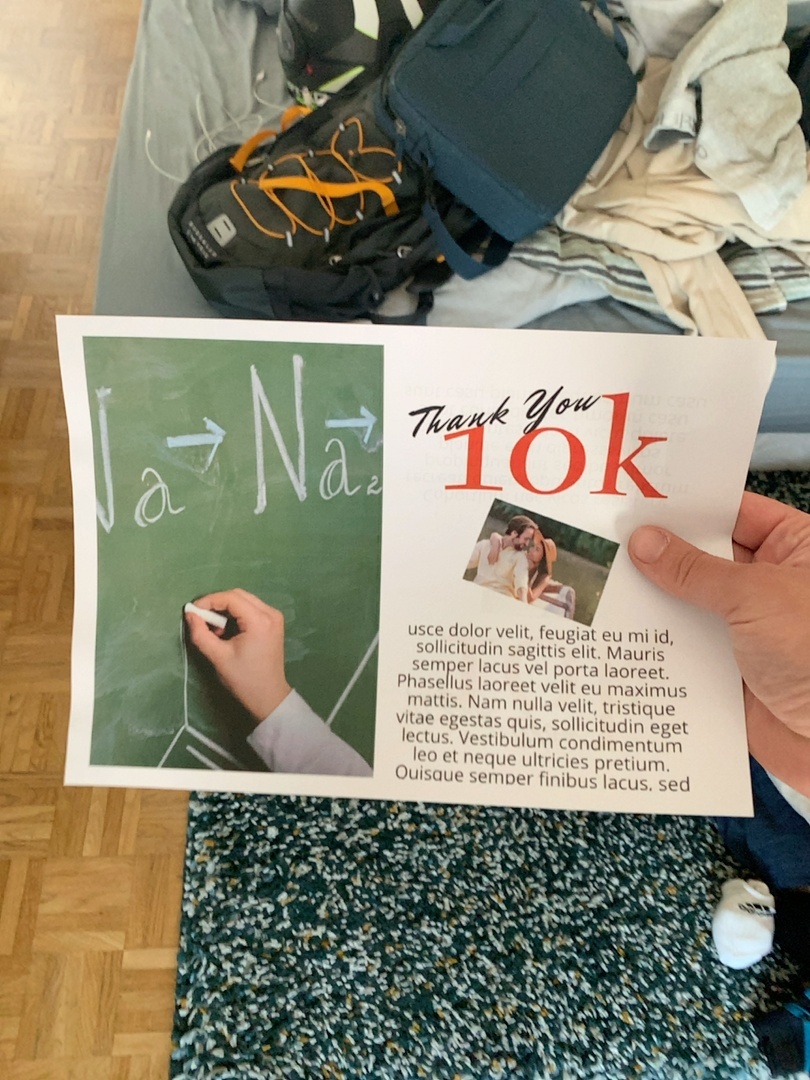 Na → Na₂
Thank You
10k
usce dolor velit, feugiat eu mi id,
sollicitudin sagittis elit. Mauris
semper lacus vel porta laoreet.
Phasellus laoreet velit eu maximus
mattis. Nam nulla velit, tristique
vitae egestas quis, sollicitudin eget
lectus. Vestibulum condimentum
leo et neque ultricies pretium.
Quisque semper finibus lacus, sed